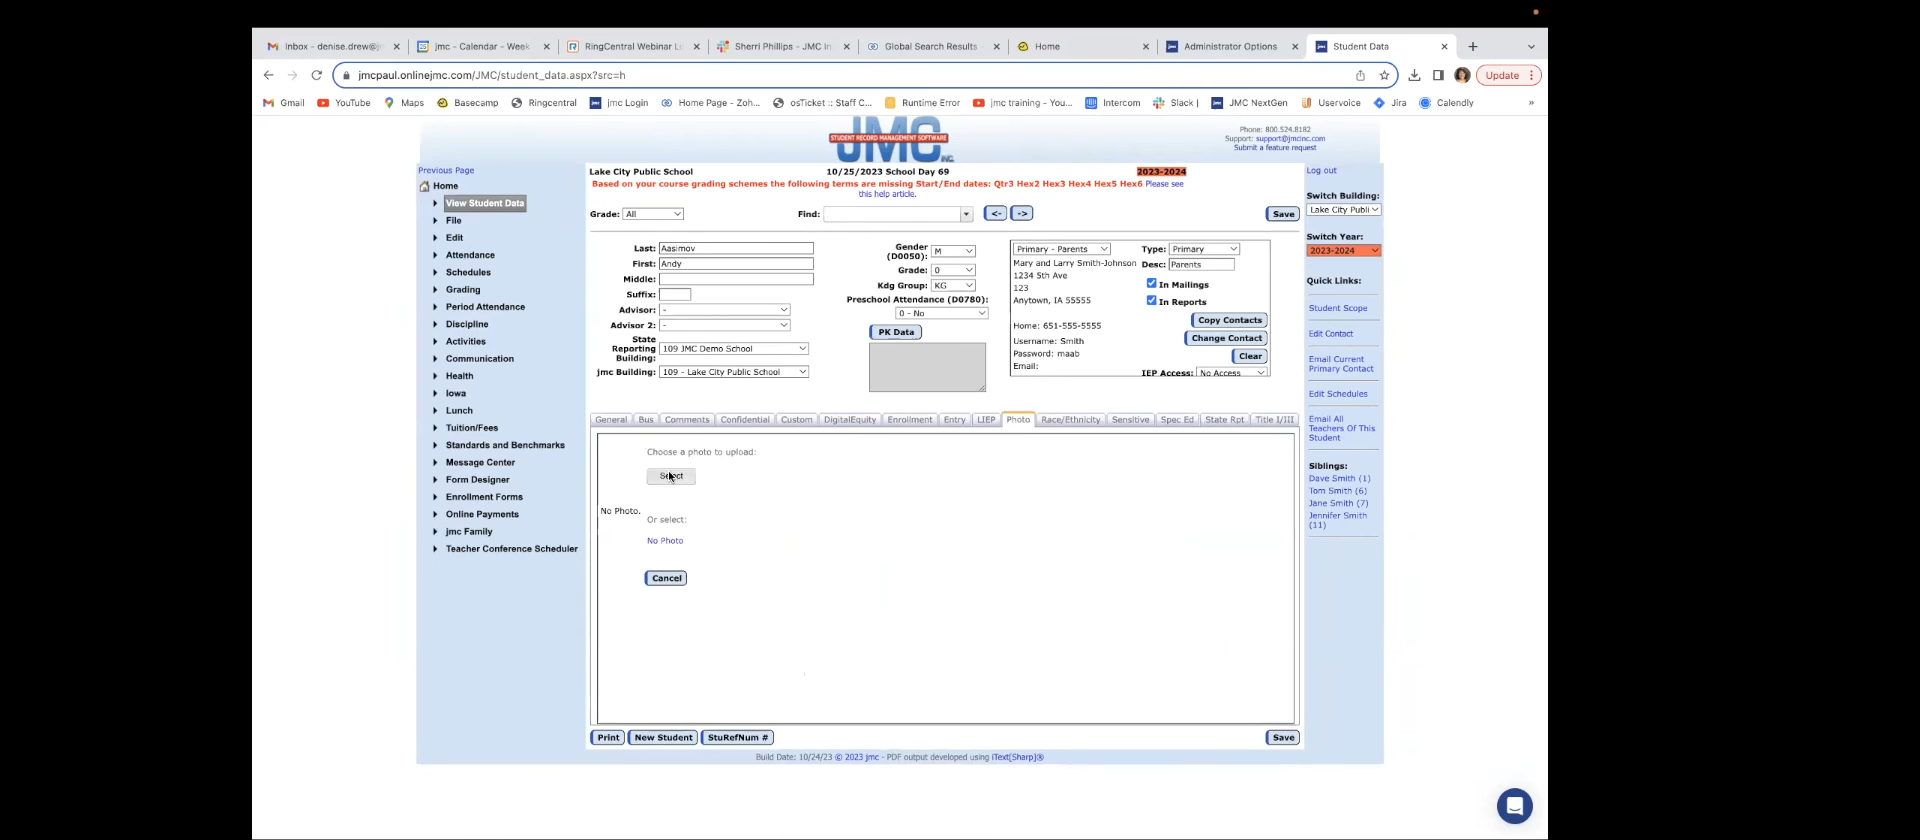 Inbox - denise.drew@j
jmc - Calendar - Week
RingCentral Webinar L
Sherri Phillips - JMC In
Global Search Results
Home
Administrator Options
Student Data
jmcpaul.onlinejmc.com/JMC/student_data.aspx?src=h
Update
Gmail
YouTube
Maps
Basecamp
Ringcentral
jmc Login
Home Page - Zoh...
osTicket :: Staff C...
Runtime Error
jmc training - You...
Intercom
Slack |
JMC NextGen
Uservoice
Jira
Calendly
»
JMC
STUDENT RECORD MANAGEMENT SOFTWARE
INC.
Phone: 800.524.8182
Support: support@jmcinc.com
Submit a feature request
Previous Page
Home
View Student Data
File
Edit
Attendance
Schedules
Grading
Period Attendance
Discipline
Activities
Communication
Health
Iowa
Lunch
Tuition/Fees
Standards and Benchmarks
Message Center
Form Designer
Enrollment Forms
Online Payments
jmc Family
Teacher Conference Scheduler
Lake City Public School
10/25/2023 School Day 69
2023-2024
Based on your course grading schemes the following terms are missing Start/End dates: Qtr3 Hex2 Hex3 Hex4 Hex5 Hex6 Please see
this help article.
Grade: All
Find:
<-
->
Save
Last: Aasimov
First: Andy
Middle:
Suffix:
Advisor: -
Advisor 2: -
State
Reporting
Building: 109 JMC Demo School
jmc Building: 109 - Lake City Public School
Gender
(D0050): M
Grade: 0
Kdg Group: KG
Preschool Attendance (D0780):
0 - No
PK Data
Primary - Parents
Mary and Larry Smith-Johnson
1234 5th Ave
123
Anytown, IA 55555
Home: 651-555-5555
Username: Smith
Password: maab
Email:
Type: Primary
Desc: Parents
In Mailings
In Reports
Copy Contacts
Change Contact
Clear
IEP Access: No Access
General
Bus
Comments
Confidential
Custom
DigitalEquity
Enrollment
Entry
LIEP
Photo
Race/Ethnicity
Sensitive
Spec Ed
State Rpt
Title I/III
Choose a photo to upload:
Select
No Photo.
Or select:
No Photo
Cancel
Print
New Student
StuRefNum #
Save
Build Date: 10/24/23 © 2023 jmc - PDF output developed using iText[Sharp]®
Log out
Switch Building:
Lake City Publi
Switch Year:
2023-2024
Quick Links:
Student Scope
Edit Contact
Email Current
Primary Contact
Edit Schedules
Email All
Teachers Of This
Student
Siblings:
Dave Smith (1)
Tom Smith (6)
Jane Smith (7)
Jennifer Smith
(11)